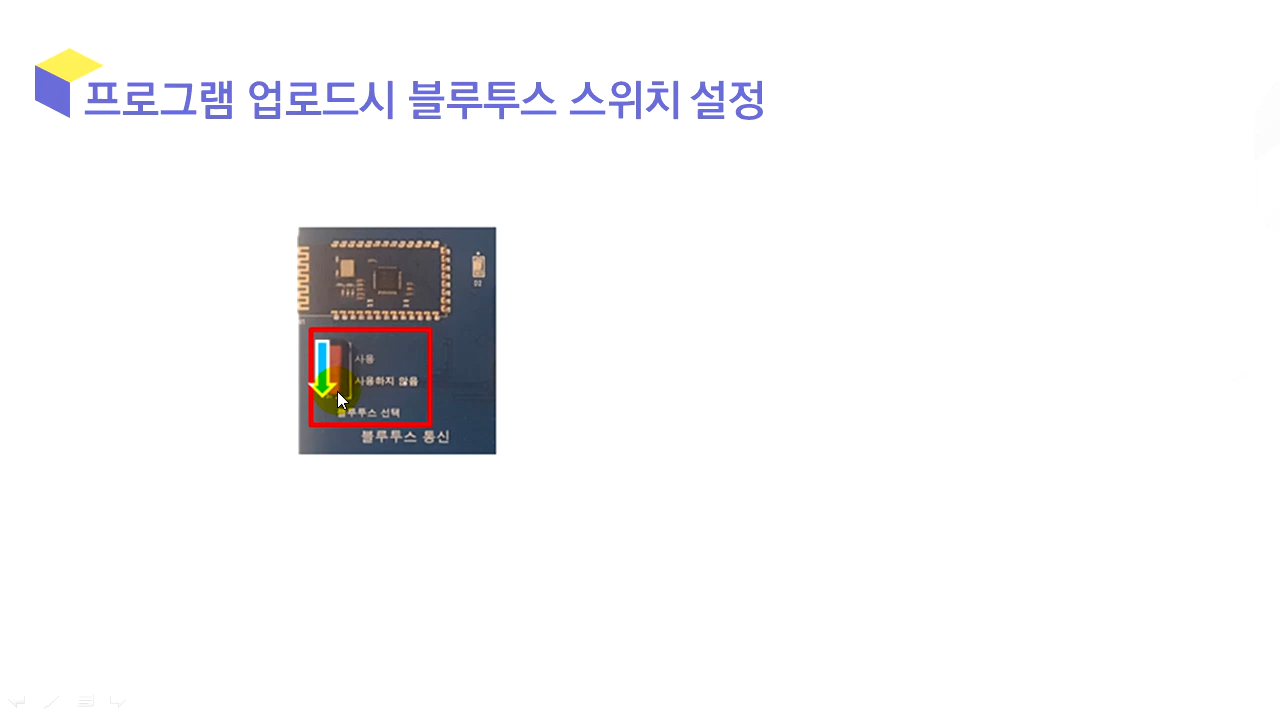 프로그램 업로드시 블루투스 스위치 설정
D2
사용
사용하지 않음
블루투스 선택
블루투스 통신